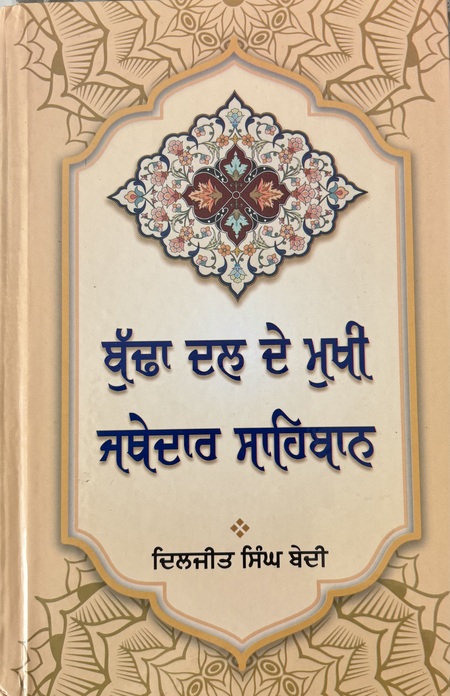 ਬੁੱਢਾ ਦਲ ਦੇ ਮੁਖੀ
ਜਥੇਦਾਰ ਸਾਹਿਬਾਨ
ਦਿਲਜੀਤ ਸਿੰਘ ਬੇਦੀ